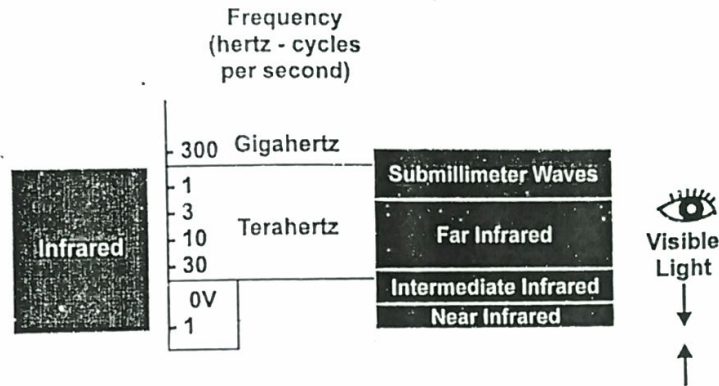 Frequency
(hertz - cycles
per second)
300 Gigahertz
1
3
10
30
Terahertz
0V
1
Infrared
Submillimeter Waves
Far Infrared
Intermediate Infrared
Near Infrared
Visible
Light